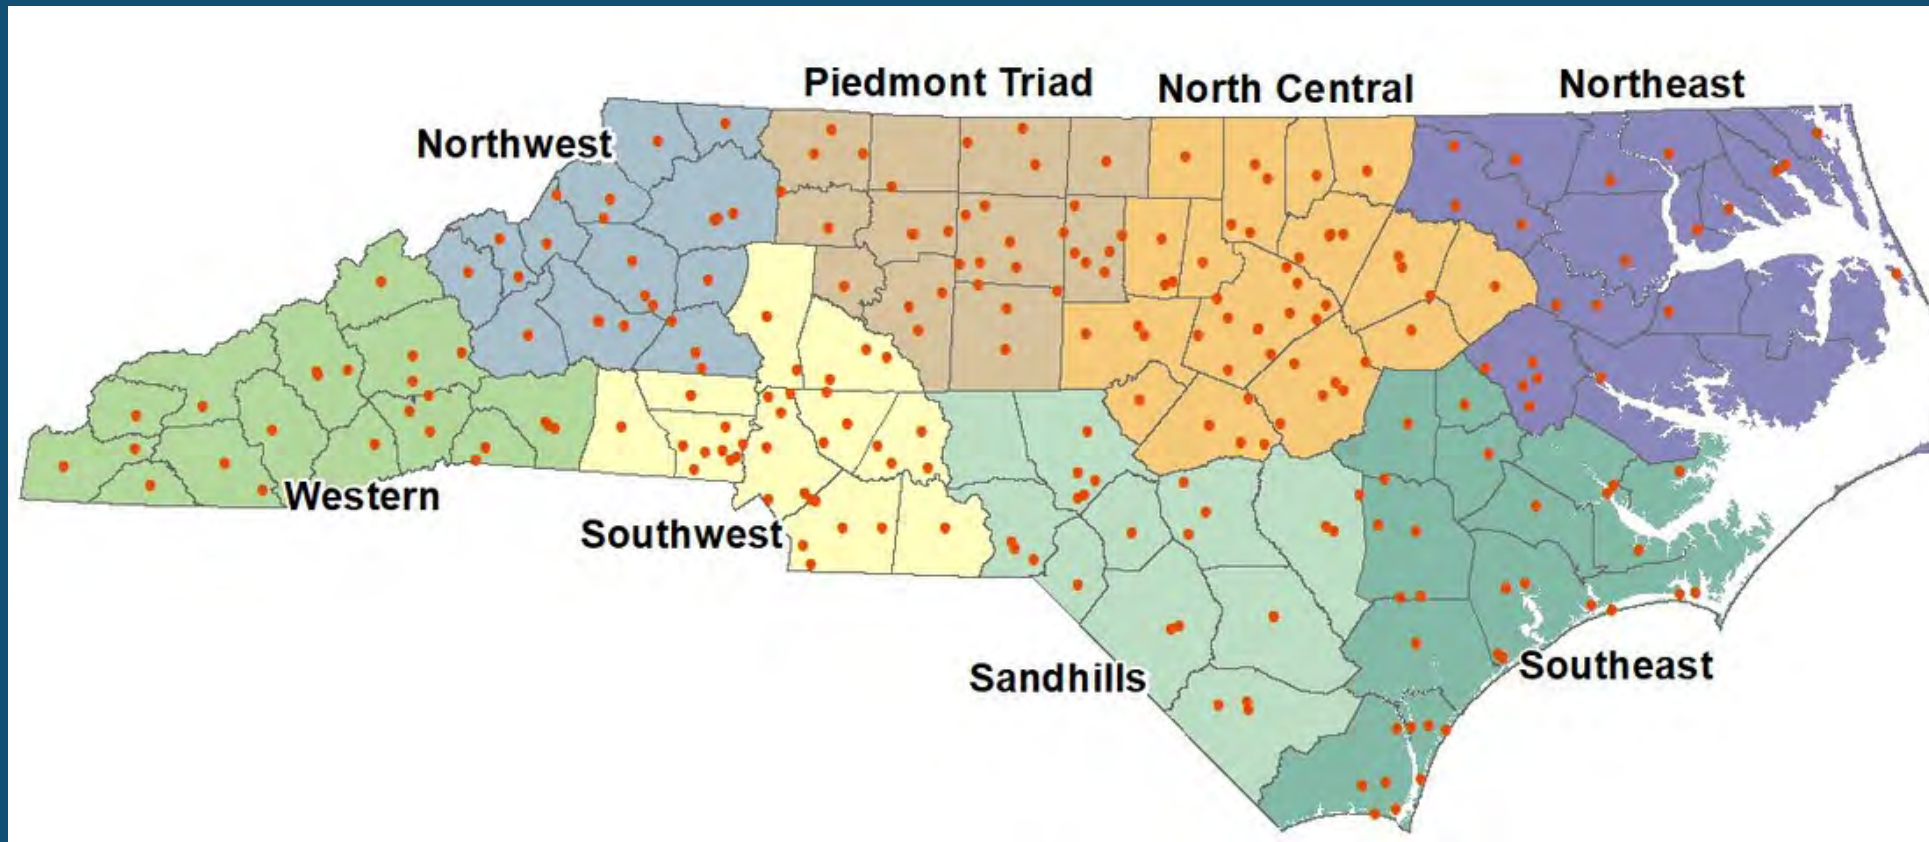 Piedmont Triad
North Central
Northeast
Northwest
Western
Southwest
Sandhills
Southeast